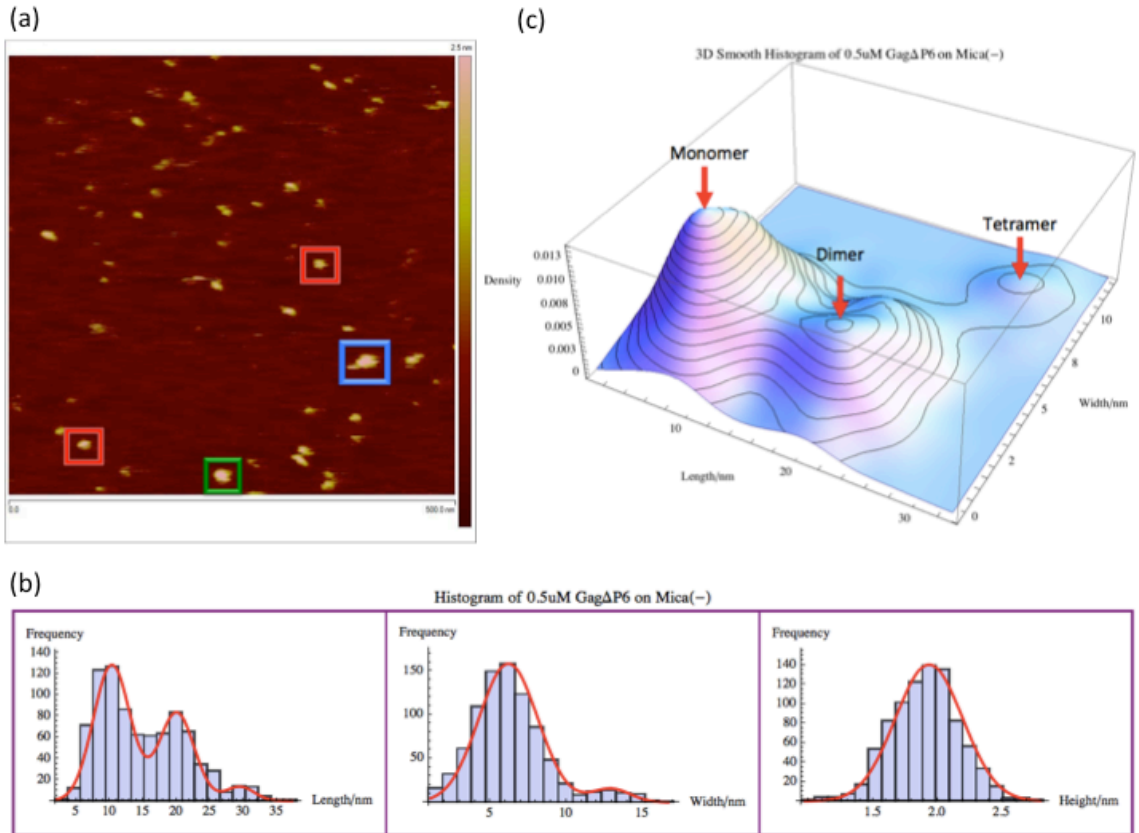 (a)
2.5 nm
0.0
500.0 nm
(c)
3D Smooth Histogram of 0.5uM GagΔP6 on Mica(−)
Monomer
Dimer
Tetramer
Density
0.013
0.010
0.008
0.005
0.003
0
10
20
30
Length/nm
0
2
5
8
10
Width/nm
(b)
Histogram of 0.5uM GagΔP6 on Mica(−)
Frequency
140
120
100
80
60
40
20
5 10 15 20 25 30 35
Length/nm
Frequency
150
100
50
5 10 15
Width/nm
Frequency
140
120
100
80
60
40
20
1.5 2.0 2.5
Height/nm